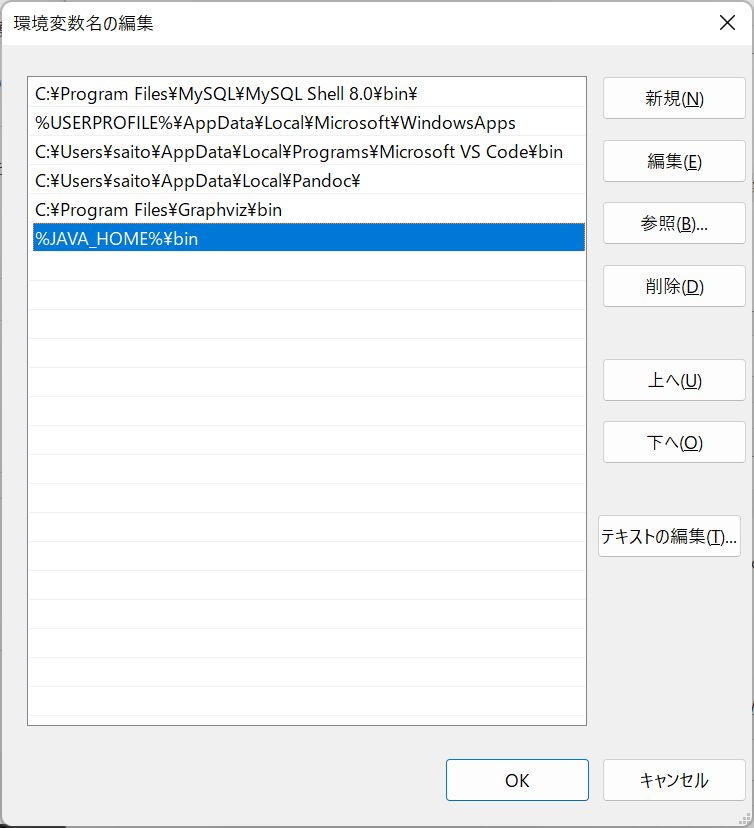 環境変数名の編集
C:¥Program Files¥MySQL¥MySQL Shell 8.0¥bin¥
%USERPROFILE%¥AppData¥Local¥Microsoft¥WindowsApps
C:¥Users¥saito¥AppData¥Local¥Programs¥Microsoft VS Code¥bin
C:¥Users¥saito¥AppData¥Local¥Pandoc¥
C:¥Program Files¥Graphviz¥bin
%JAVA_HOME%¥bin
新規(N)
編集(E)
参照(B)...
削除(D)
上へ(U)
下へ(O)
テキストの編集(T)...
OK
キャンセル